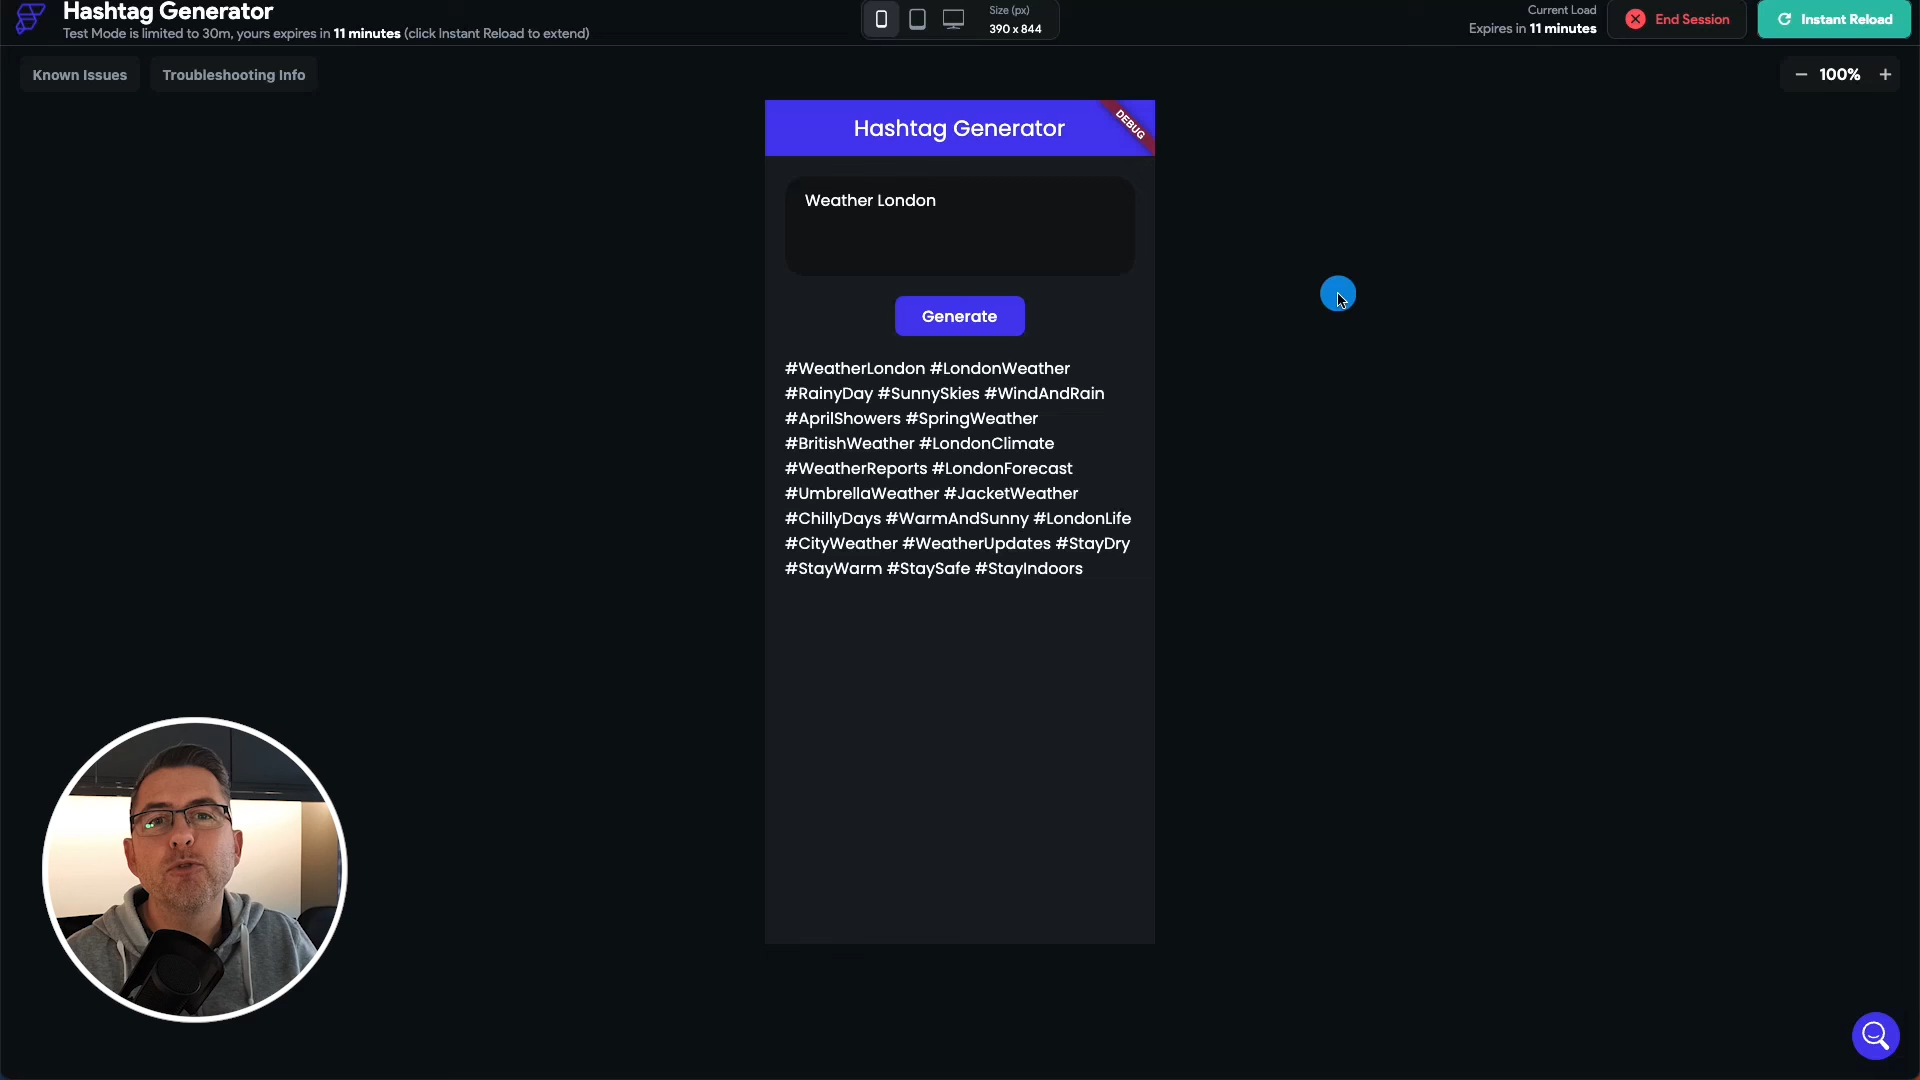 Hashtag Generator
Test Mode is limited to 30m, yours expires in 11 minutes (click Instant Reload to extend)
Size (px)
390 x 844
Current Load
Expires in 11 minutes
End Session
Instant Reload
Known Issues
Troubleshooting Info
100%
Hashtag Generator
DEBUG
Weather London
Generate
#WeatherLondon #LondonWeather
#RainyDay #SunnySkies #WindAndRain
#AprilShowers #SpringWeather
#BritishWeather #LondonClimate
#WeatherReports #LondonForecast
#UmbrellaWeather #JacketWeather
#ChillyDays #WarmAndSunny #LondonLife
#CityWeather #WeatherUpdates #StayDry
#StayWarm #StaySafe #StayIndoors